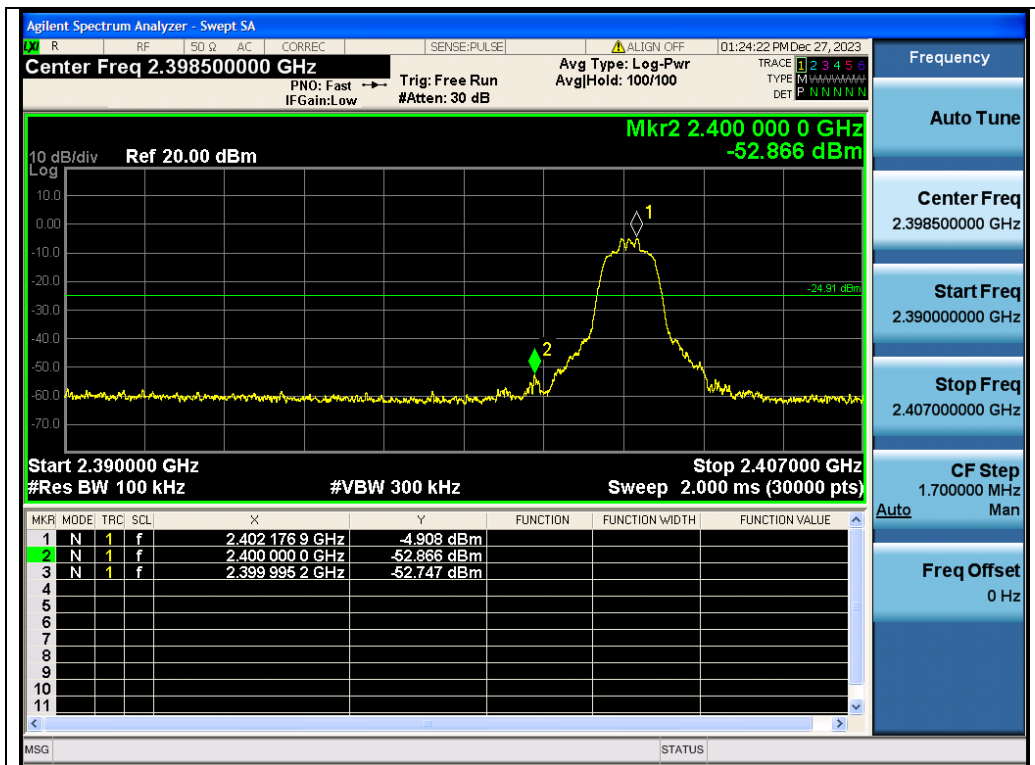 Agilent Spectrum Analyzer - Swept SA
LXI R RF 50 Ω AC CORREC SENSE:PULSE ALIGN OFF 01:24:22 PM Dec 27, 2023
Center Freq 2.398500000 GHz
PNO: Fast
IFGain:Low
Trig: Free Run
#Atten: 30 dB
Avg Type: Log-Pwr
Avg|Hold: 100/100
TRACE 1 2 3 4 5 6
TYPE M WWWWW
DET P N N N N N
Mkr2 2.400 000 0 GHz
-52.866 dBm
10 dB/div Ref 20.00 dBm
Log
10.0
0.00
-10.0
-20.0
-30.0
-40.0
-50.0
-60.0
-70.0
1
2
-24.91 dBm
Start 2.390000 GHz Stop 2.407000 GHz
#Res BW 100 kHz #VBW 300 kHz Sweep 2.000 ms (30000 pts)
MKR MODE TRC SCL X Y FUNCTION FUNCTION WIDTH FUNCTION VALUE
1 N 1 f 2.402 176 9 GHz -4.908 dBm
2 N 1 f 2.400 000 0 GHz -52.866 dBm
3 N 1 f 2.399 995 2 GHz -52.747 dBm
4
5
6
7
8
9
10
11
MSG STATUS
Frequency
Auto Tune
Center Freq
2.398500000 GHz
Start Freq
2.390000000 GHz
Stop Freq
2.407000000 GHz
CF Step
1.700000 MHz
Auto Man
Freq Offset
0 Hz